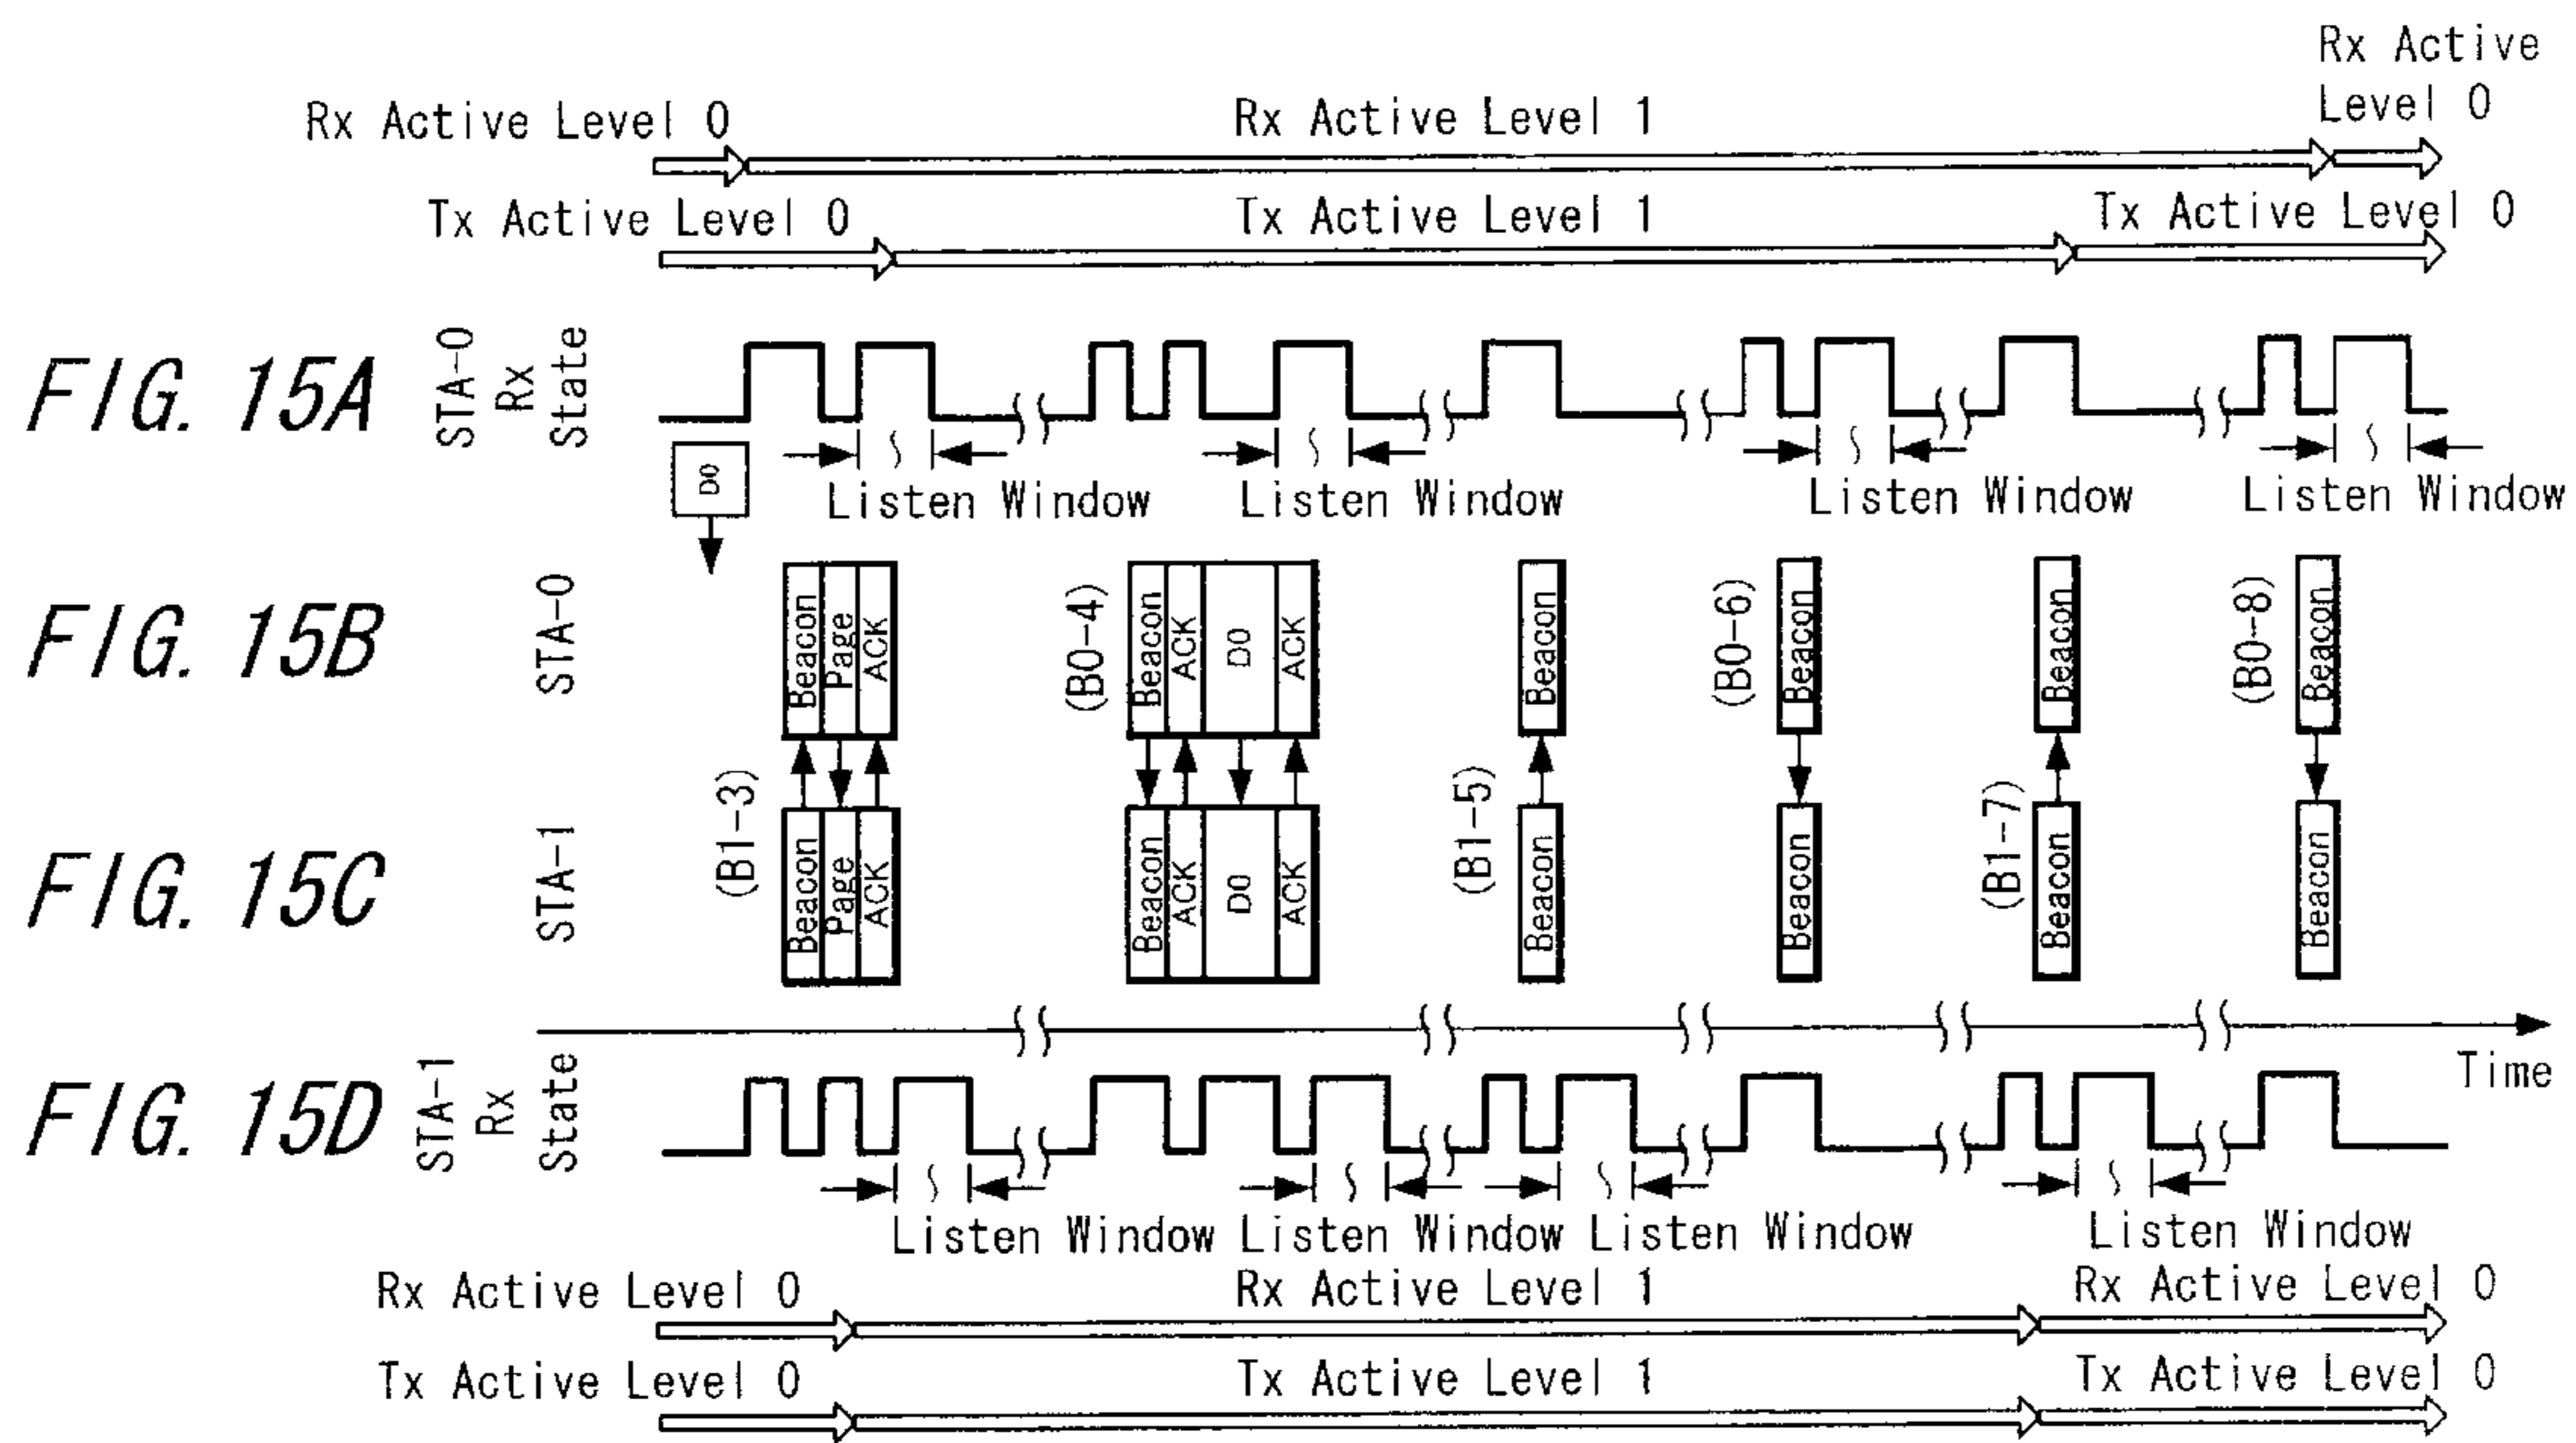 Rx Active
Level 0
Rx Active Level 0
Rx Active Level 1
Tx Active Level 0
Tx Active Level 1
Tx Active Level 0
FIG. 15A
STA-0
Rx
State
D0
Listen Window
Listen Window
Listen Window
Listen Window
FIG. 15B
STA-0
Beacon
Page
ACK
(B0-4)
Beacon
ACK
D0
ACK
Beacon
(B0-6)
Beacon
Beacon
(B0-8)
Beacon
FIG. 15C
STA-1
(B1-3)
Beacon
Page
ACK
Beacon
ACK
D0
ACK
(B1-5)
Beacon
Beacon
(B1-7)
Beacon
Beacon
Time
FIG. 15D
STA-1
Rx
State
Listen Window
Listen Window
Listen Window
Listen Window
Rx Active Level 0
Rx Active Level 1
Rx Active Level 0
Tx Active Level 0
Tx Active Level 1
Tx Active Level 0